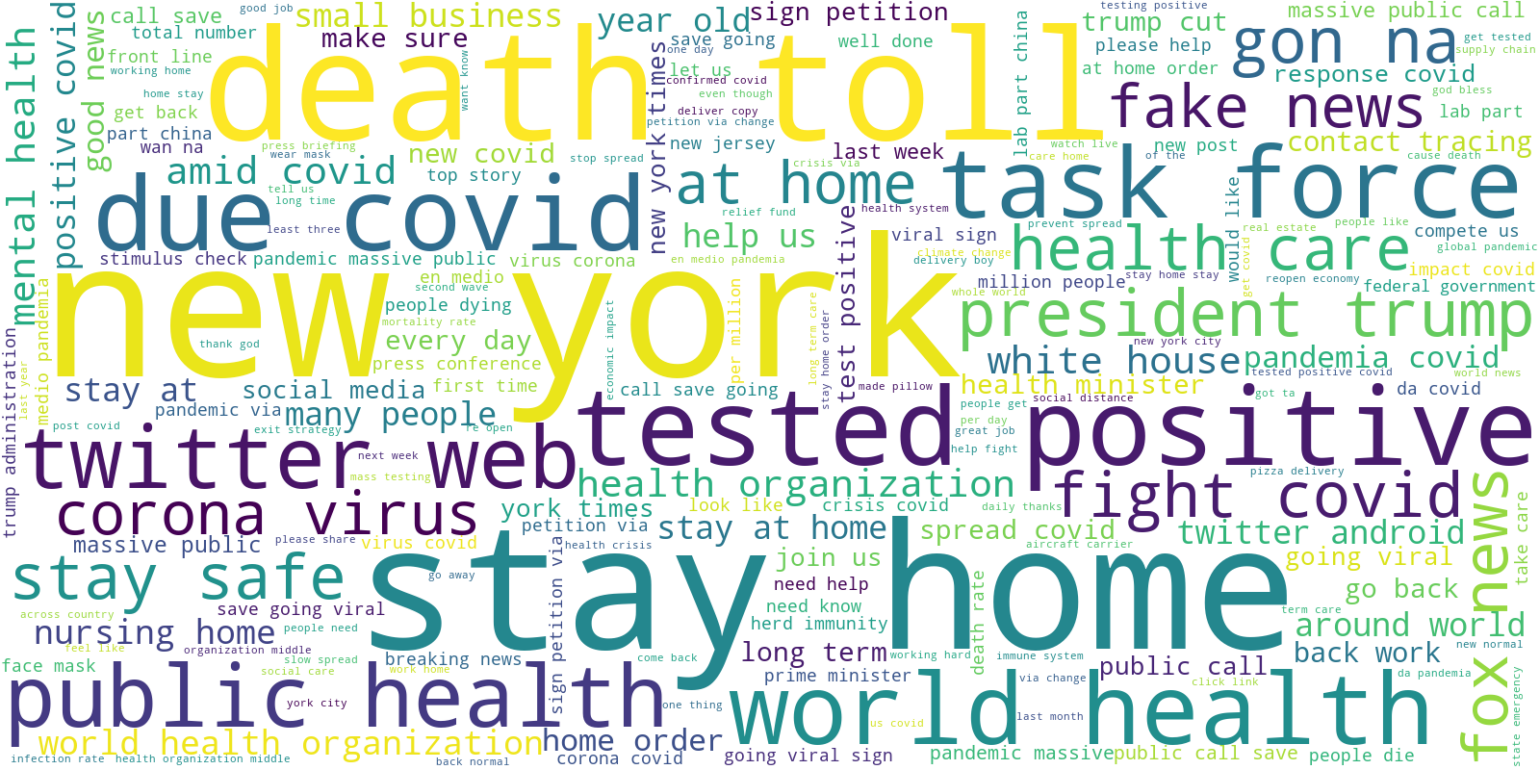 call save
good job
small business
year old
sign petition
testing positive
trump cut
massive public call
total number
make sure
save going
well done
please help
gon na
get tested
supply chain
front line
working home
death toll
one day
let us
confirmed covid
at home order
response covid
mental health
positive covid
good news
home stay
want know
new york times
even though
deliver copy
lab part china
god bless
get back
fake news
lab part
part china
petition via change
wan na
press briefing
wear mask
new covid
stop spread
new jersey
last week
watch live
new post
contact tracing
amid covid
top story
crisis via
care home
of the
cause death
tell us
long time
due covid
at home
task force
least three
relief fund
health system
prevent spread
would like
people like
compete us
help us
viral sign
health care
real estate
global pandemic
stimulus check
pandemic massive public
virus corona
en medio pandemia
climate change
delivery boy
get covid
impact covid
en medio
new york
million people
stay home stay
reopen economy
federal government
medio pandemia
second wave
people dying
per million
long term care
stay home order
test positive
whole world
president trump
mortality rate
economic impact
trump administration
thank god
every day
new york city
press conference
white house
pandemia covid
last year
tested positive covid
world news
stay at
social media
first time
call save going
made pillow
health minister
got ta
da covid
pandemic via
many people
people get
social distance
post covid
exit strategy
re open
tested positive
per day
great job
twitter web
next week
help fight
mass testing
pizza delivery
health organization
fight covid
corona virus
york times
look like
crisis covid
daily thanks
fox news
take care
petition via
stay at home
spread covid
twitter android
massive public
please share
virus covid
health crisis
aircraft carrier
going viral
stay safe
go away
stay home
join us
need help
go back
across country
save going viral
need know
term care
nursing home
people need
sign petition via
herd immunity
death rate
around world
feel like
organization middle
new normal
face mask
slow spread
breaking news
come back
long term
working hard
immune system
public call
back work
social care
work home
prime minister
via change
click link
da pandemia
state emergency
public health
york city
one thing
world health
last month
us covid
world health organization
home order
infection rate
health organization middle
back normal
corona covid
going viral sign
pandemic massive
public call save
people die